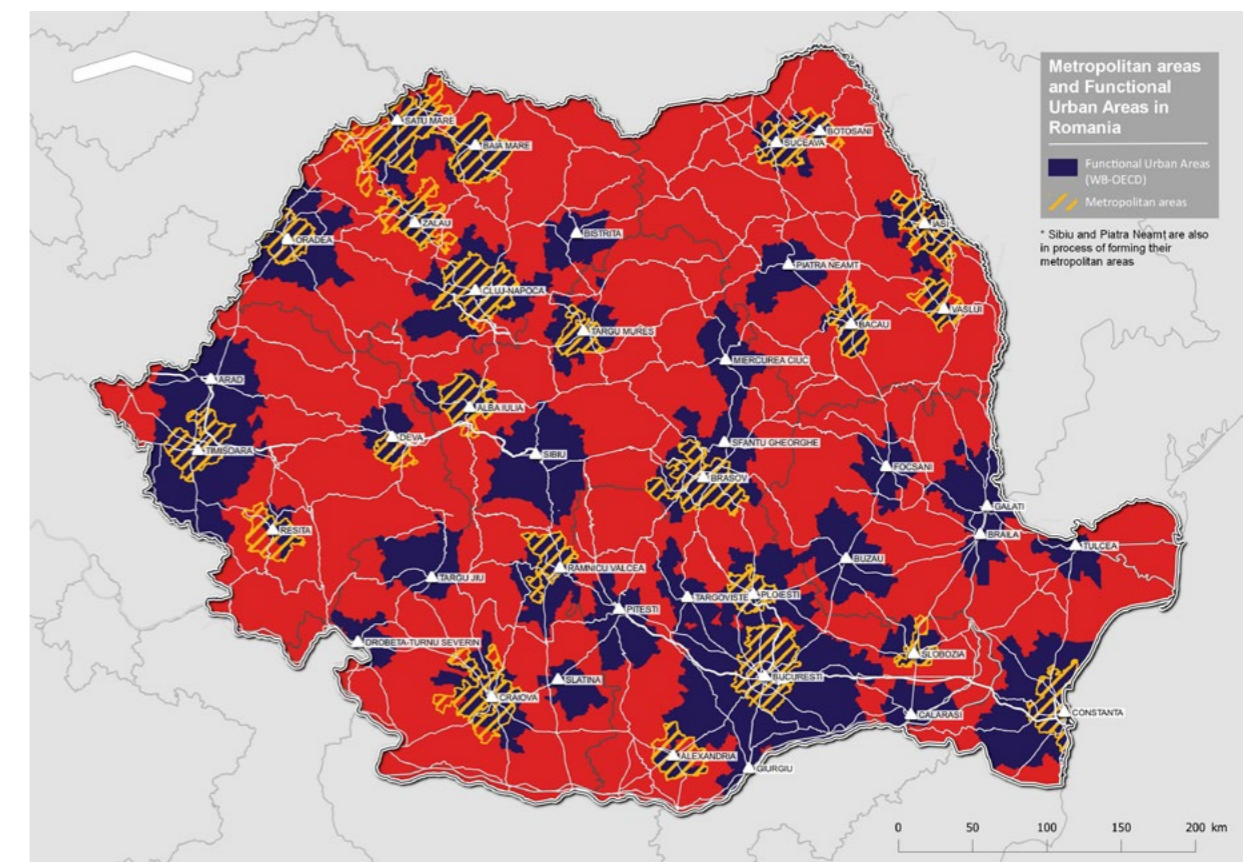 Metropolitan areas
and Functional
Urban Areas in
Romania
Functional Urban Areas
(WB-OECD)
Metropolitan areas
* Sibiu and Piatra Neamț are also
in process of forming their
metropolitan areas
SATU MARE
BAIA MARE
BOTOSANI
SUCEAVA
ZALAU
IASI
ORADEA
BISTRITA
PIATRA NEAMT
CLUJ-NAPOCA
VASLUI
BACAU
TARGU MURES
MIERCUREA CIUC
ARAD
ALBA IULIA
DEVA
SFANTU GHEORGHE
TIMISOARA
SIBIU
FOCSANI
BRASOV
GALATI
RESITA
BRAILA
TULCEA
BUZAU
RAMNICU VALCEA
TARGU JIU
TARGOVISTE
PLOIESTI
PITESTI
DROBETA-TURNU SEVERIN
SLOBOZIA
BUCURESTI
SLATINA
CRAIOVA
CALARASI
CONSTANTA
ALEXANDRIA
GIURGIU
0 50 100 150 200 km